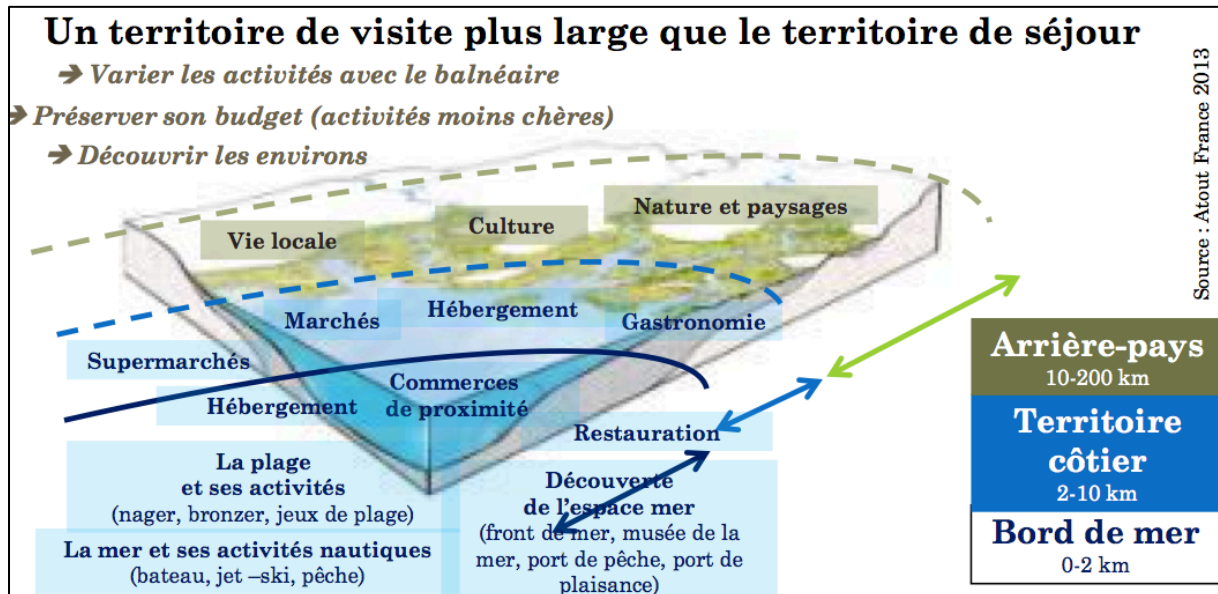 Un territoire de visite plus large que le territoire de séjour
➔ Varier les activités avec le balnéaire
➔ Préserver son budget (activités moins chères)
➔ Découvrir les environs
Source : Atout France 2013
Nature et paysages
Culture
Vie locale
Hébergement
Marchés
Gastronomie
Supermarchés
Commerces
de proximité
Hébergement
Restauration
La plage
et ses activités
(nager, bronzer, jeux de plage)
La mer et ses activités nautiques
(bateau, jet –ski, pêche)
Découverte
de l'espace mer
(front de mer, musée de la
mer, port de pêche, port de
plaisance)
Arrière-pays
10-200 km
Territoire
côtier
2-10 km
Bord de mer
0-2 km